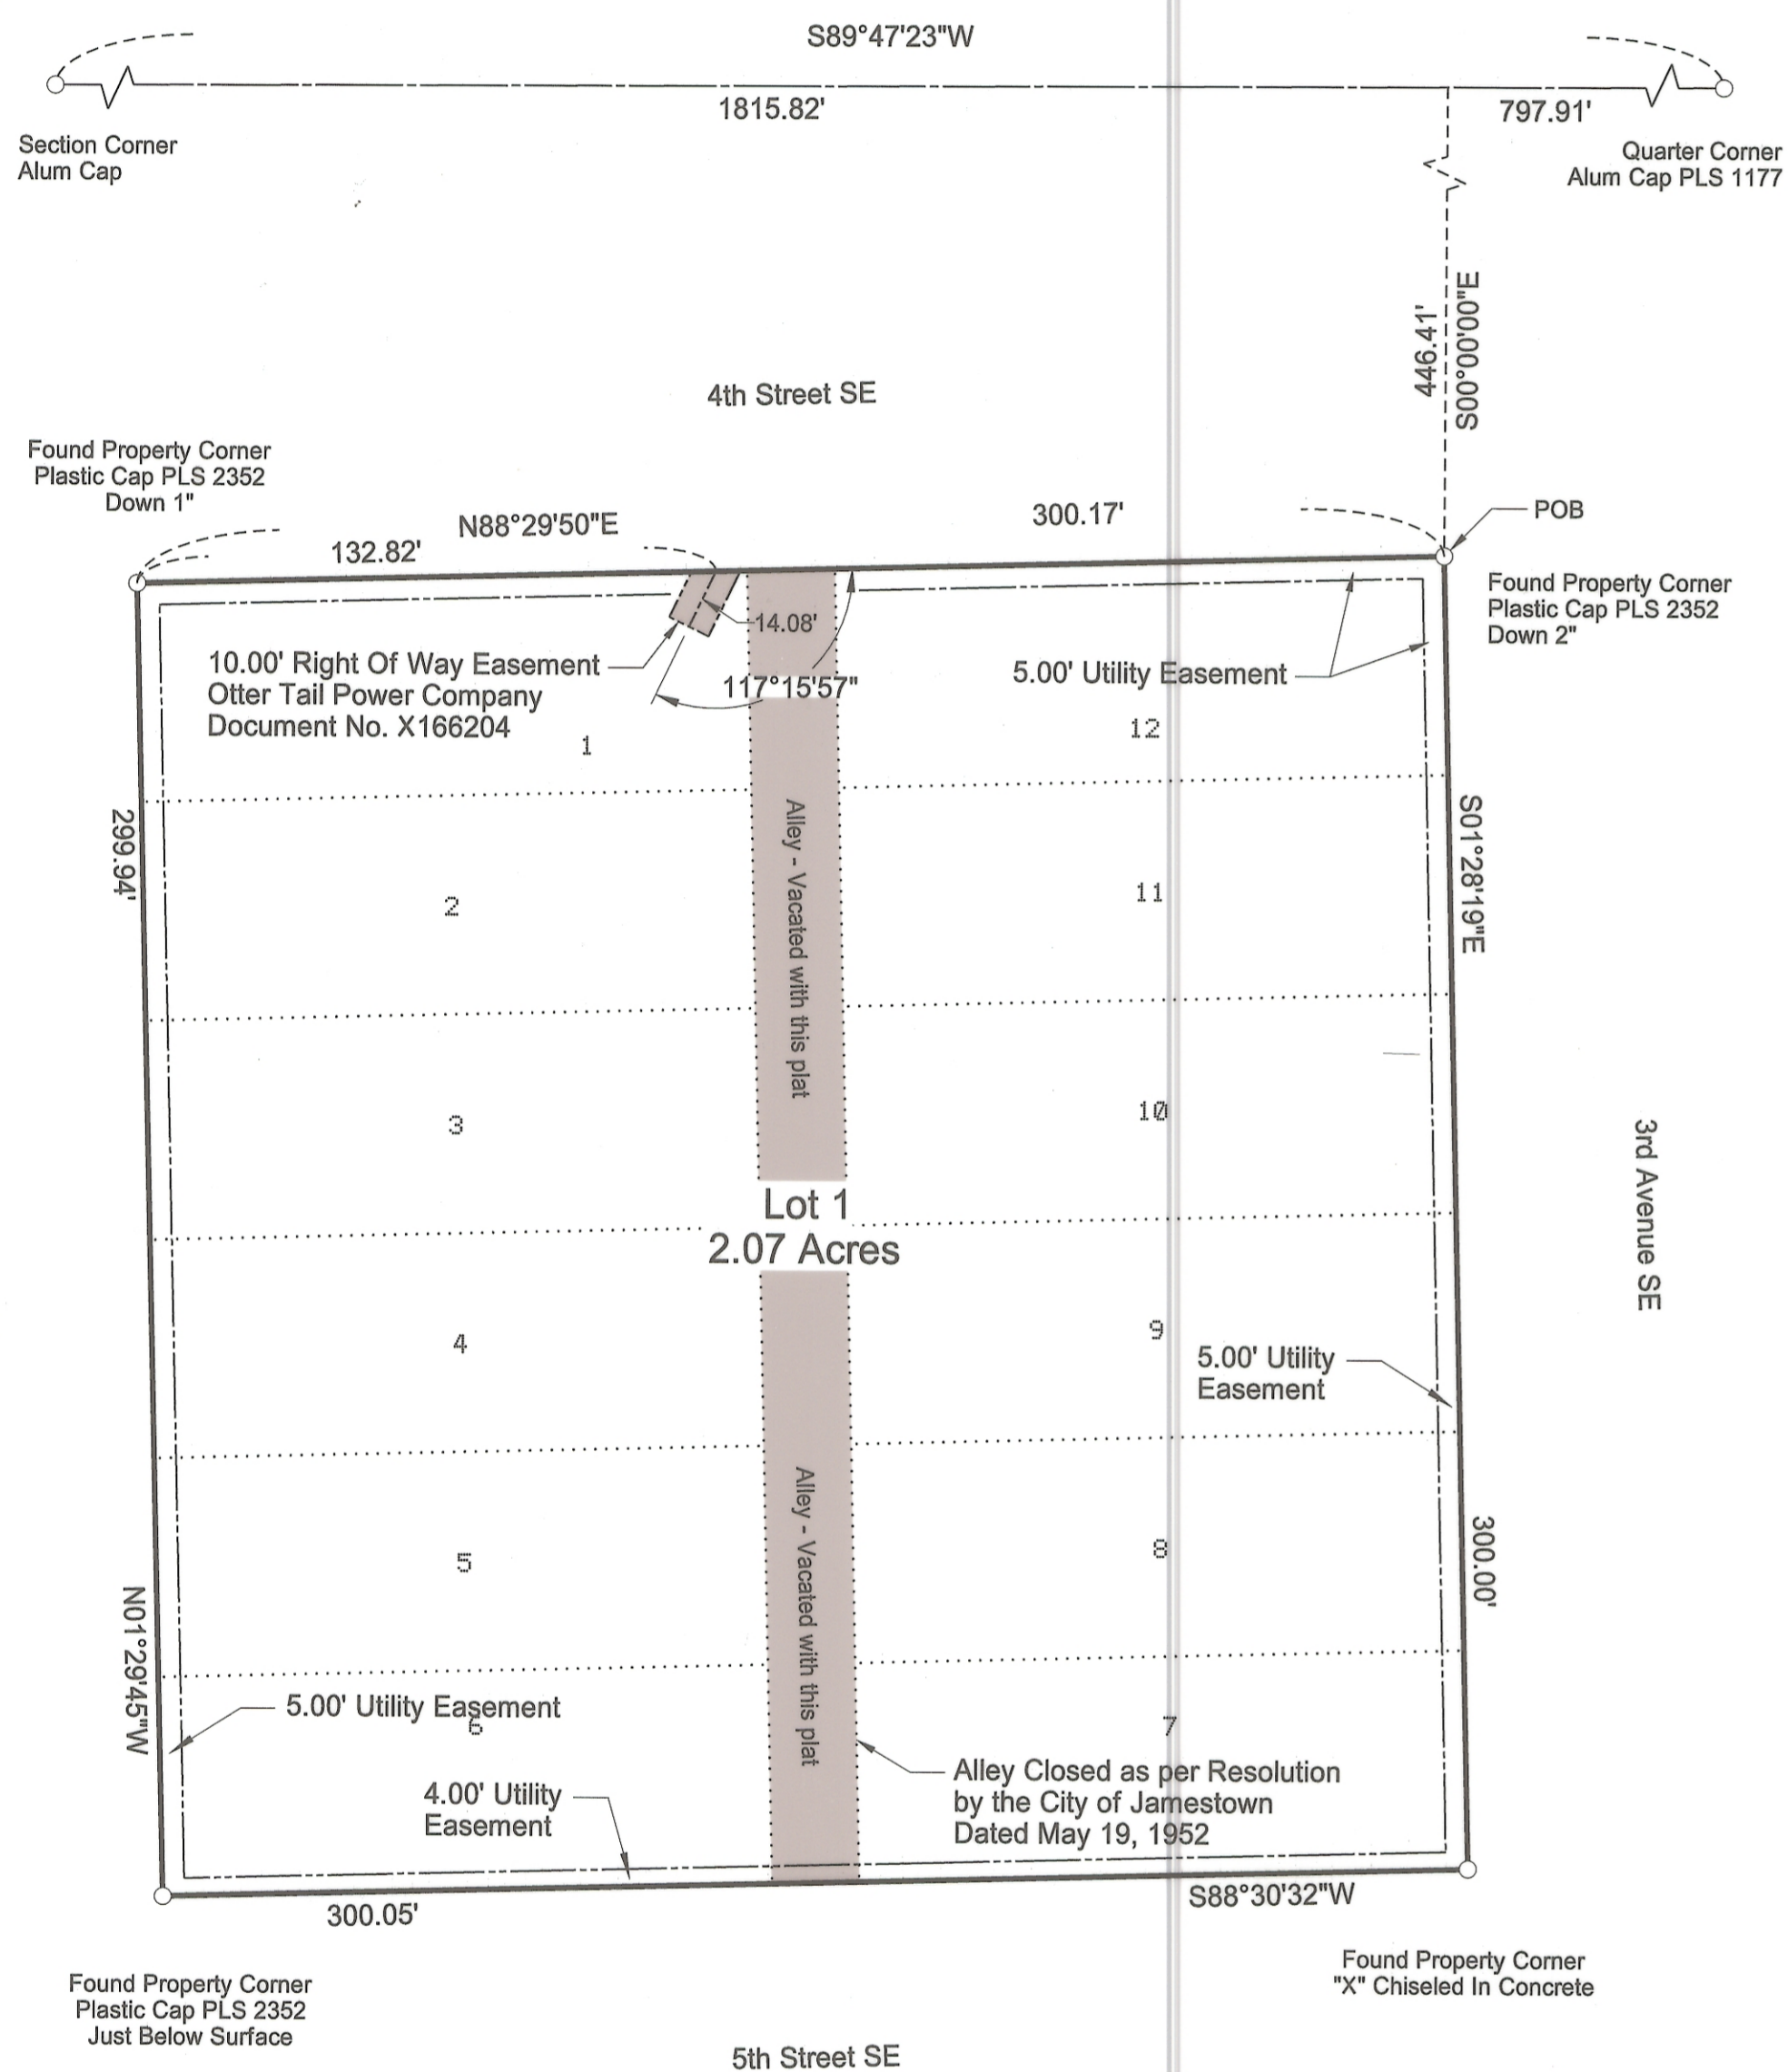 S89°47'23"W
1815.82'
797.91'
Section Corner
Alum Cap
Quarter Corner
Alum Cap PLS 1177
S00°00'00"E
446.41'
4th Street SE
Found Property Corner
Plastic Cap PLS 2352
Down 1"
N88°29'50"E
132.82'
300.17'
POB
Found Property Corner
Plastic Cap PLS 2352
Down 2"
14.08'
10.00' Right Of Way Easement
Otter Tail Power Company
Document No. X166204
117°15'57"
5.00' Utility Easement
1
12
299.94'
Alley - Vacated with this plat
S01°28'19"E
2
11
3
10
3rd Avenue SE
Lot 1
2.07 Acres
4
9
5.00' Utility
Easement
5
8
Alley - Vacated with this plat
300.00'
N01°29'45"W
5.00' Utility Easement
6
7
4.00' Utility
Easement
Alley Closed as per Resolution
by the City of Jamestown
Dated May 19, 1952
300.05'
S88°30'32"W
Found Property Corner
Plastic Cap PLS 2352
Just Below Surface
Found Property Corner
"X" Chiseled In Concrete
5th Street SE